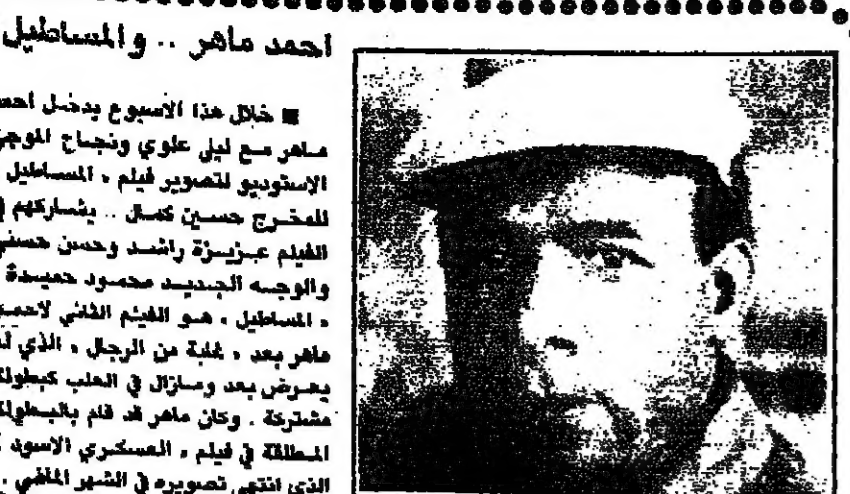 احمد ماهر .. والمساطيل
■ خلال هذا الأسبوع يدخل احمد
ماهر مع ليلى علوي ونجاح الموجي
الإستوديو لتصوير فيلم « المساطيل
للمخرج حسين كمال .. يشاركهم في
الفيلم عزيزة راشد وحسن حسني
والوجه الجديد محمود حميدة
« المساطيل » هو الفيلم الثاني لاحمد
ماهر بعد « غابة من الرجال » الذي لم
يعرض بعد ومازال في العلب كبطولة
مشتركة . وكان ماهر قد قام بالبطولة
المطلقة في فيلم « العسكري الاسود »
الذي انتهى تصويره في الشهر الماضي .